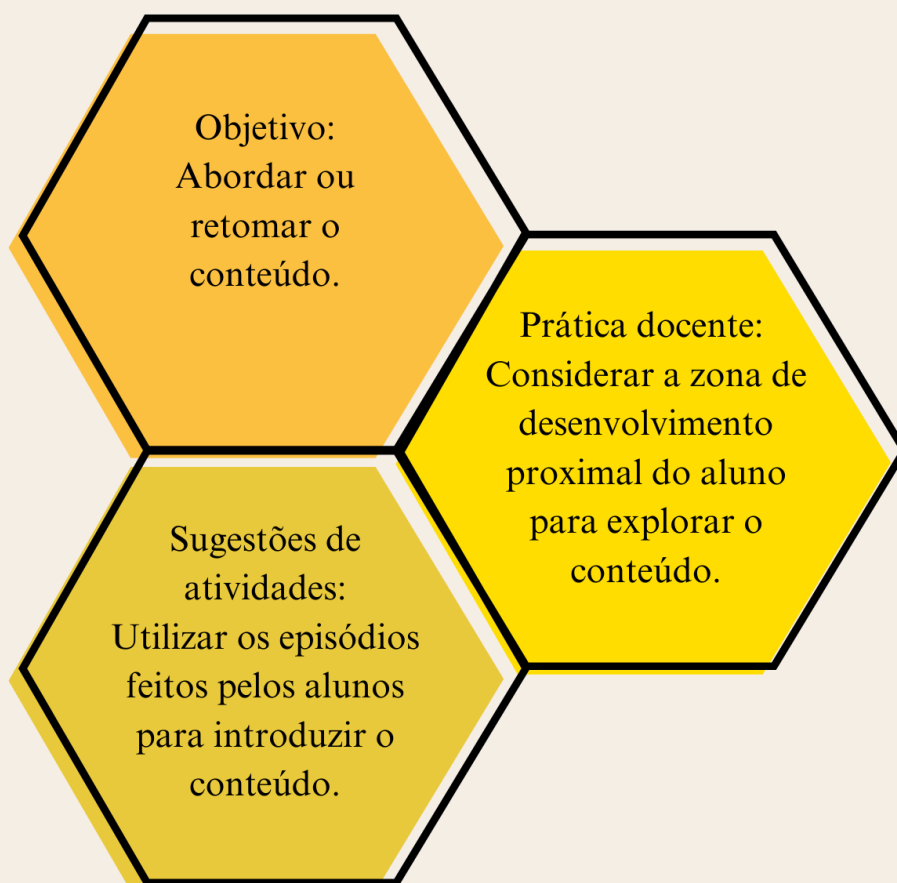 Objetivo:
Abordar ou
retomar o
conteúdo.
Prática docente:
Considerar a zona de
desenvolvimento
proximal do aluno
para explorar o
conteúdo.
Sugestões de
atividades:
Utilizar os episódios
feitos pelos alunos
para introduzir o
conteúdo.